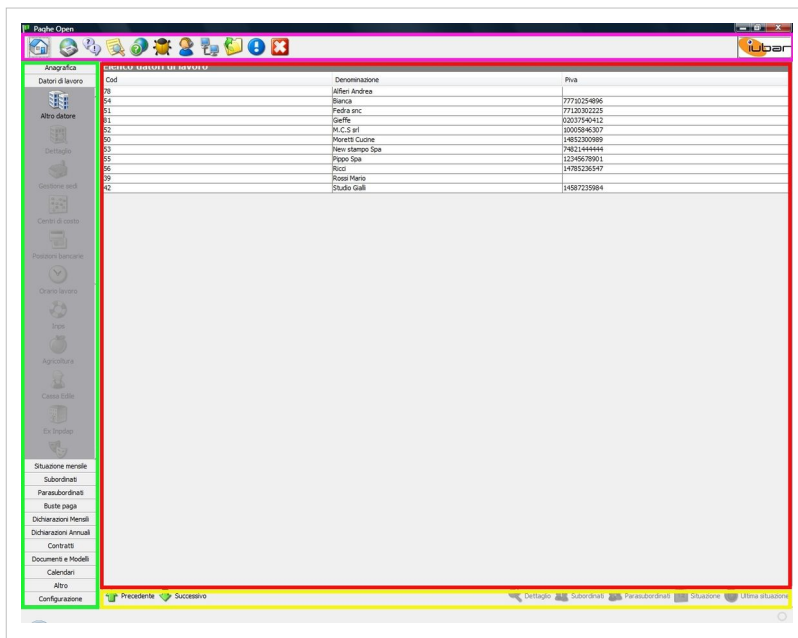 Paghe Open
iubar
Anagrafica
Datori di lavoro
Altro datore
Dettaglio
Gestione sedi
Centri di costo
Posizioni bancarie
Orario lavoro
Irpef
Agricoltura
Cassa Edile
Ex Inpdap
Situazione mensile
Subordinati
Parasubordinati
Buste paga
Dichiarazioni Mensili
Dichiarazioni Annuali
Contratti
Documenti e Modelli
Calendari
Altro
Configurazione
Elenco datori di lavoro
Cod Denominazione Piva
78 Alfieri Andrea
54 Bianca 77710254896
51 Fedra snc 77120302225
81 Gieffe 02037540412
52 M.C.S srl 10005846307
50 Moretti Cucine 14852300989
53 New stampo Spa 74821444444
55 Pippo Spa 12345678901
56 Ricci 14785236547
39 Rossi Mario
42 Studio Gialli 14587235984
Precedente Successivo Dettaglio Subordinati Parasubordinati Situazione Ultima situazione